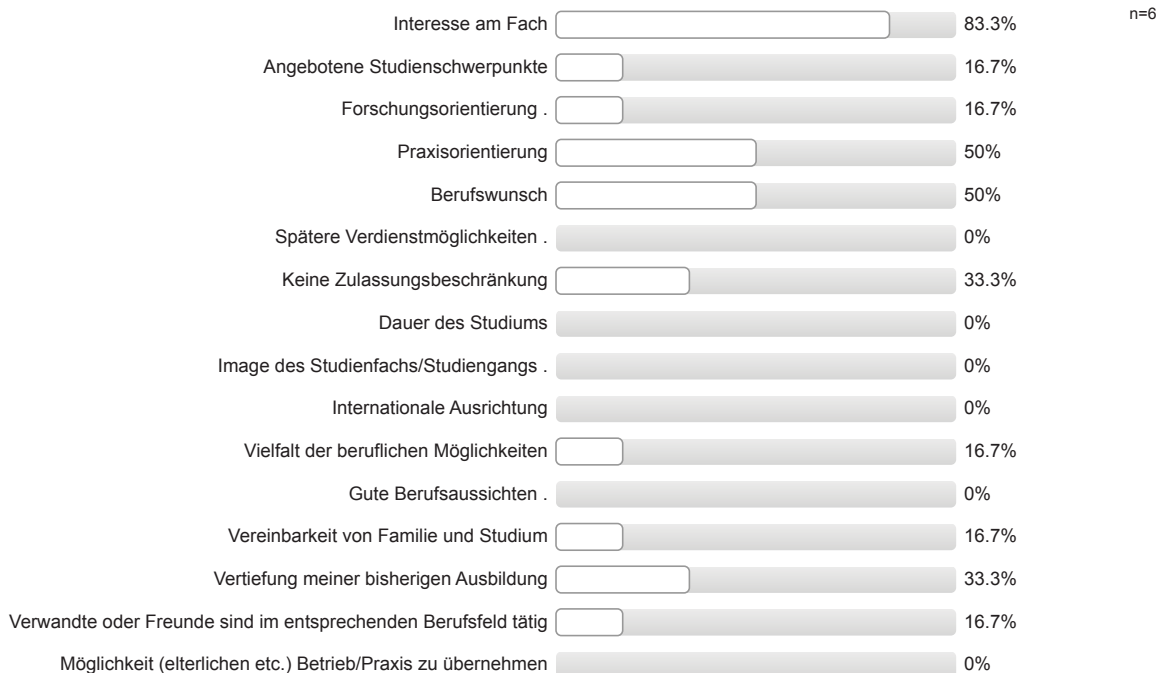 n=6
Interesse am Fach 83.3%
Angebotene Studienschwerpunkte 16.7%
Forschungsorientierung . 16.7%
Praxisorientierung 50%
Berufswunsch 50%
Spätere Verdienstmöglichkeiten . 0%
Keine Zulassungsbeschränkung 33.3%
Dauer des Studiums 0%
Image des Studienfachs/Studiengangs . 0%
Internationale Ausrichtung 0%
Vielfalt der beruflichen Möglichkeiten 16.7%
Gute Berufsaussichten . 0%
Vereinbarkeit von Familie und Studium 16.7%
Vertiefung meiner bisherigen Ausbildung 33.3%
Verwandte oder Freunde sind im entsprechenden Berufsfeld tätig 16.7%
Möglichkeit (elterlichen etc.) Betrieb/Praxis zu übernehmen 0%